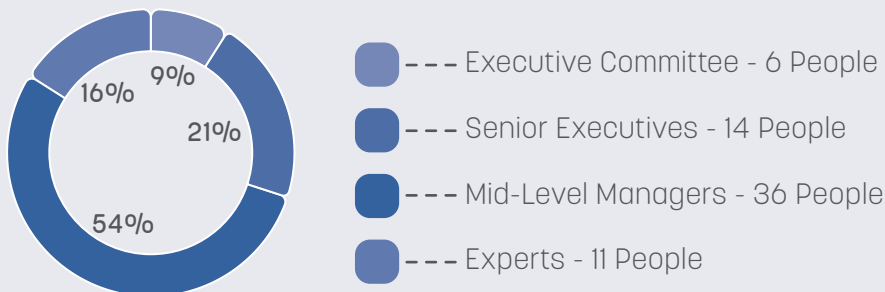 9%
16%
21%
54%
--- Executive Committee - 6 People
--- Senior Executives - 14 People
--- Mid-Level Managers - 36 People
--- Experts - 11 People